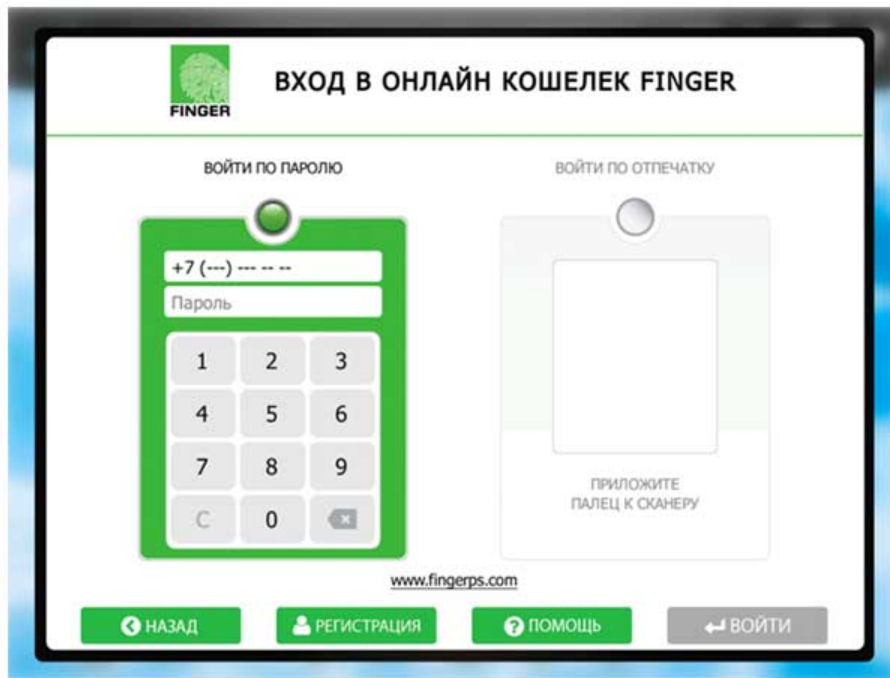 FINGER
ВХОД В ОНЛАЙН КОШЕЛЕК FINGER
ВОЙТИ ПО ПАРОЛЮ
+7 (---) --- -- --
Пароль
1 2 3
4 5 6
7 8 9
C 0
ВОЙТИ ПО ОТПЕЧАТКУ
ПРИЛОЖИТЕ
ПАЛЕЦ К СКАНЕРУ
www.fingerps.com
НАЗАД РЕГИСТРАЦИЯ ПОМОЩЬ ВОЙТИ